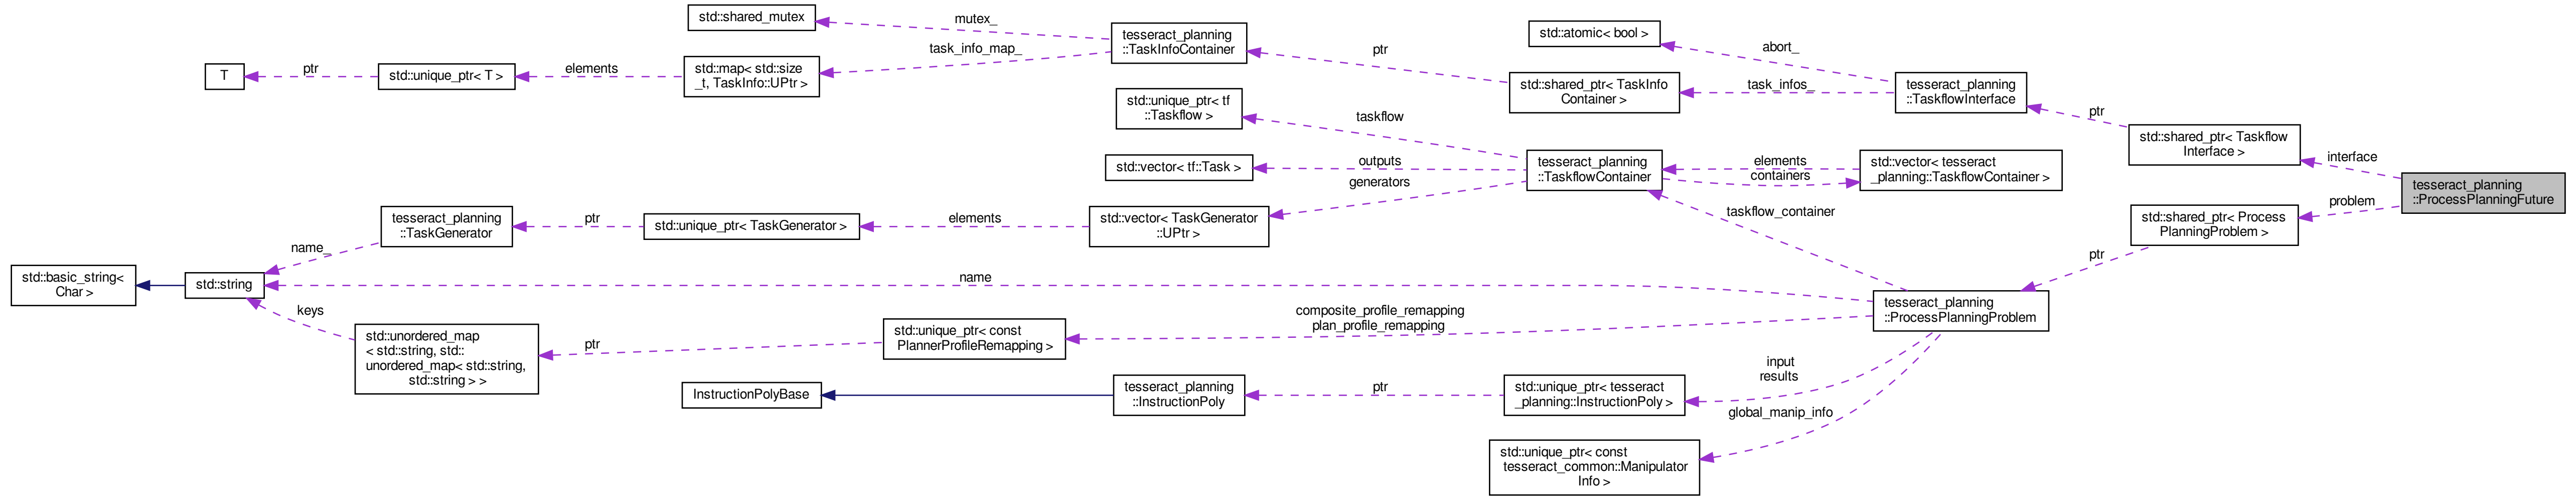 std::shared_mutex
mutex_
tesseract_planning
::TaskInfoContainer
std::atomic< bool >
abort_
ptr
task_info_map_
T
ptr
std::unique_ptr< T >
elements
std::map< std::size
_t, TaskInfo::UPtr >
std::shared_ptr< TaskInfo
Container >
task_infos_
tesseract_planning
::TaskflowInterface
std::unique_ptr< tf
::Taskflow >
taskflow
ptr
std::shared_ptr< Taskflow
Interface >
interface
std::vector< tf::Task >
outputs
generators
tesseract_planning
::TaskflowContainer
elements
containers
std::vector< tesseract
_planning::TaskflowContainer >
tesseract_planning
::ProcessPlanningFuture
problem
std::shared_ptr< Process
PlanningProblem >
ptr
taskflow_container
tesseract_planning
::TaskGenerator
ptr
std::unique_ptr< TaskGenerator >
elements
std::vector< TaskGenerator
::UPtr >
name_
std::basic_string<
Char >
std::string
name
tesseract_planning
::ProcessPlanningProblem
keys
std::unordered_map
< std::string, std::
unordered_map< std::string,
std::string > >
ptr
std::unique_ptr< const
PlannerProfileRemapping >
composite_profile_remapping
plan_profile_remapping
InstructionPolyBase
tesseract_planning
::InstructionPoly
ptr
std::unique_ptr< tesseract
_planning::InstructionPoly >
input
results
global_manip_info
std::unique_ptr< const
tesseract_common::Manipulator
Info >